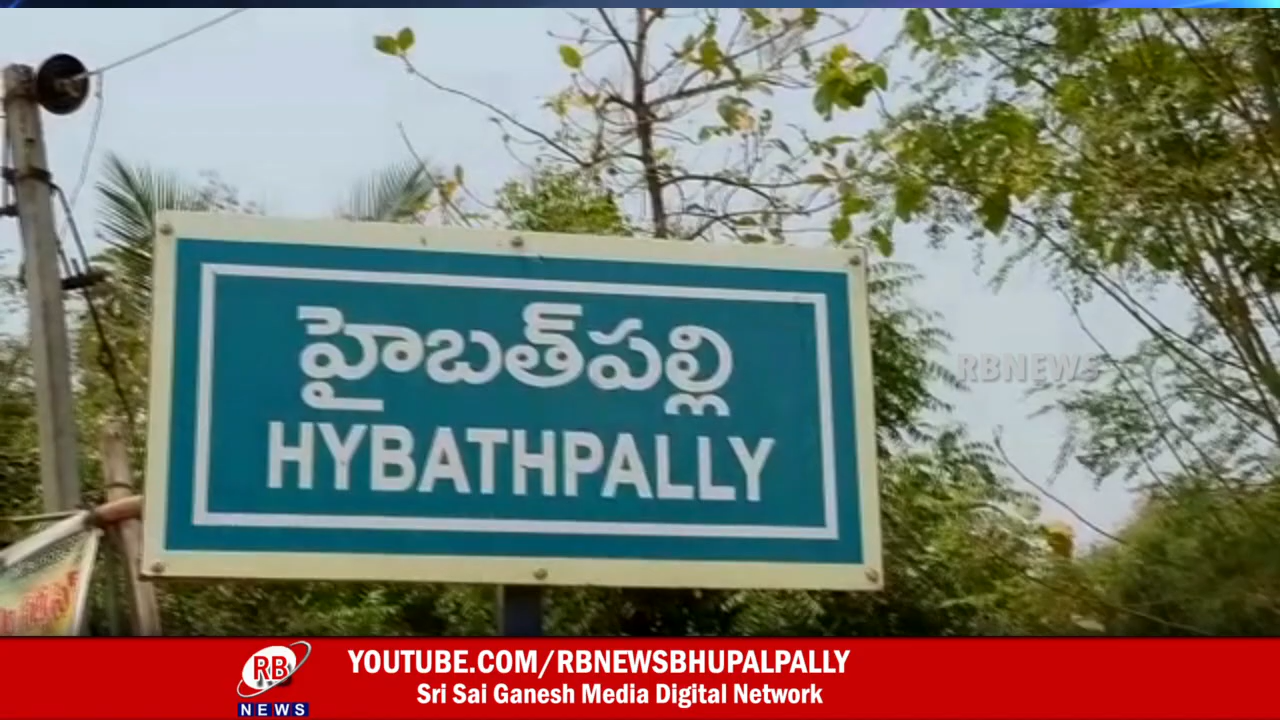 హైబత్‌పల్లి
HYBATHPALLY
RBNEWS
RB
NEWS
YOUTUBE.COM/RBNEWSBHUPALPALLY
Sri Sai Ganesh Media Digital Network